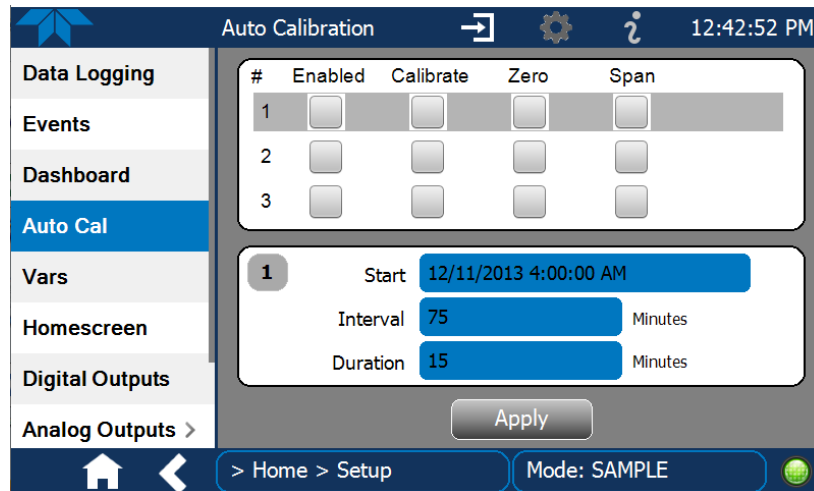 Auto Calibration 12:42:52 PM
Data Logging
Events
Dashboard
Auto Cal
Vars
Homescreen
Digital Outputs
Analog Outputs >
# Enabled Calibrate Zero Span
1
2
3
1 Start 12/11/2013 4:00:00 AM
Interval 75 Minutes
Duration 15 Minutes
Apply
> Home > Setup Mode: SAMPLE